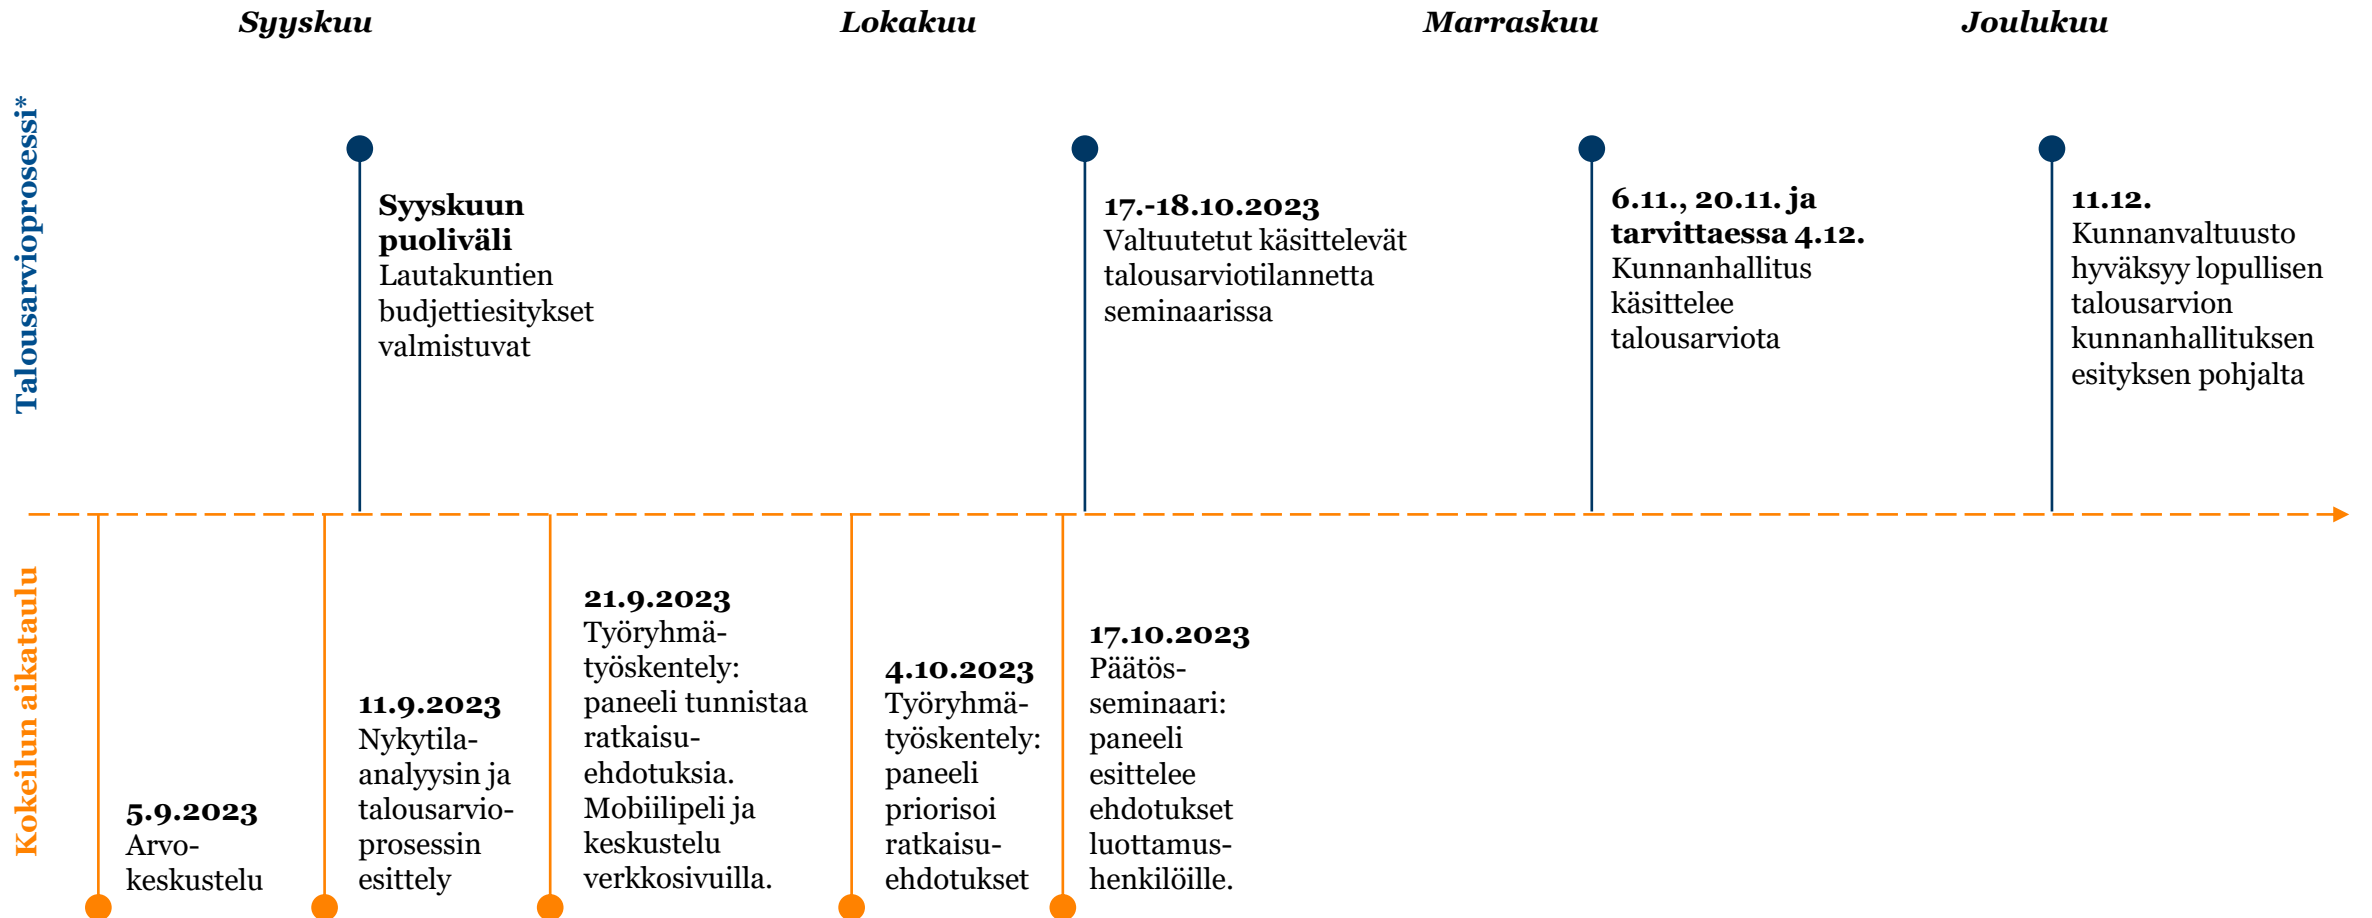 Syyskuu
Lokakuu
Marraskuu
Joulukuu
Talousarvioprosessi*
Syyskuun
puoliväli
Lautakuntien
budjettiesitykset
valmistuvat
17.-18.10.2023
Valtuutetut käsittelevät
talousarviotilannetta
seminaarissa
6.11., 20.11. ja
tarvittaessa 4.12.
Kunnanhallitus
käsittelee
talousarviota
11.12.
Kunnanvaltuusto
hyväksyy lopullisen
talousarvion
kunnanhallituksen
esityksen pohjalta
Kokeilun aikataulu
5.9.2023
Arvo-
keskustelu
11.9.2023
Nykytila-
analyysin ja
talousarvio-
prosessin
esittely
21.9.2023
Työryhmä-
työskentely:
paneeli tunnistaa
ratkaisu-
ehdotuksia.
Mobiilipeli ja
keskustelu
verkkosivuilla.
4.10.2023
Työryhmä-
työskentely:
paneeli
priorisoi
ratkaisu-
ehdotukset
17.10.2023
Päätös-
seminaari:
paneeli
esittelee
ehdotukset
luottamus-
henkilöille.